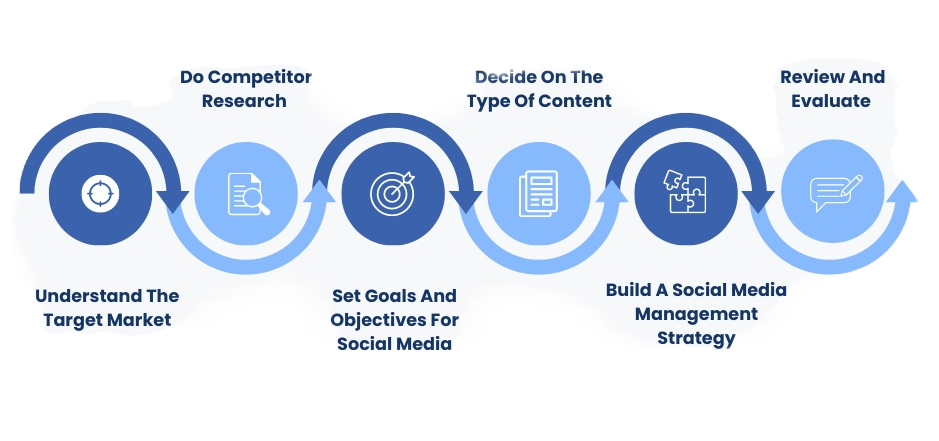 Understand The
Target Market
Do Competitor
Research
Set Goals And
Objectives For
Social Media
Decide On The
Type Of Content
Build A Social Media
Management
Strategy
Review And
Evaluate